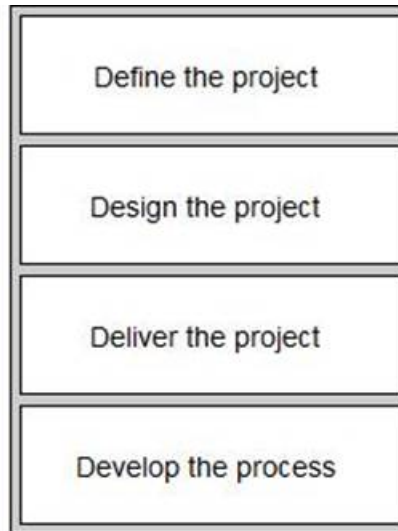 Define the project
Design the project
Deliver the project
Develop the process